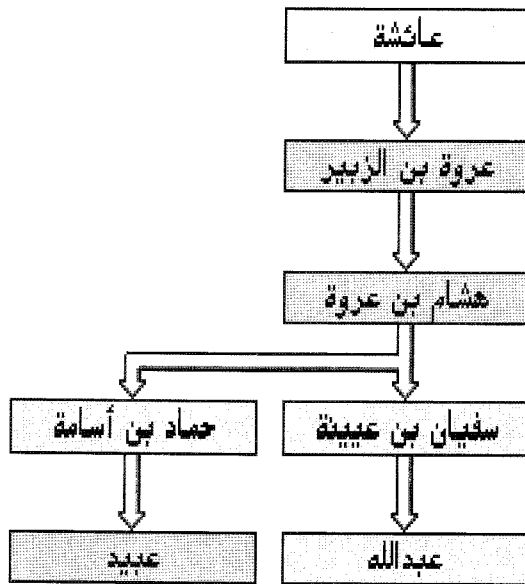 عائشة
عروة بن الزبير
هشام بن عروة
سفيان بن عيينة
حماد بن أسامة
عبدالله
عبيد